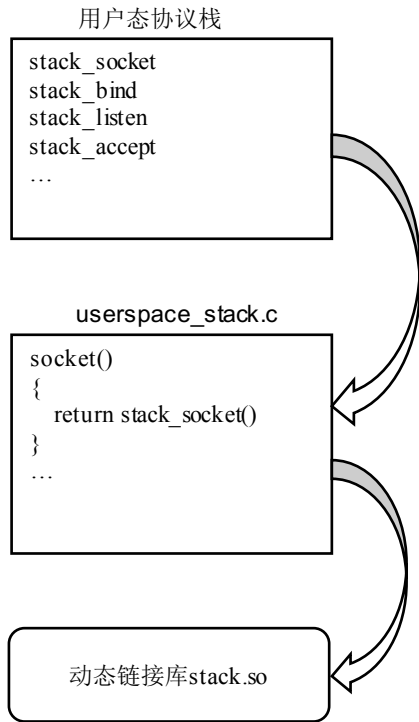 用户态协议栈
stack_socket
stack_bind
stack_listen
stack_accept
…
userspace_stack.c
socket()
{
return stack_socket()
}
…
动态链接库stack.so